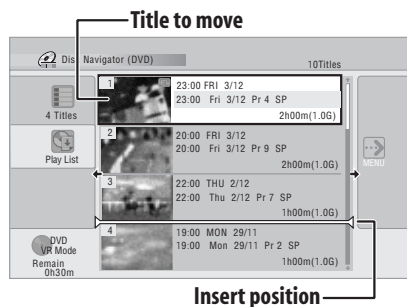 Title to move
Disc Navigator (DVD)
10Titles
4 Titles
Play List
DVD
VR Mode
Remain
0h30m
1
23:00 FRI 3/12
23:00 Fri 3/12 Pr 4 SP
2h00m(1.0G)
2
20:00 FRI 3/12
20:00 Fri 3/12 Pr 9 SP
2h00m(1.0G)
3
22:00 THU 2/12
22:00 Thu 2/12 Pr 7 SP
1h00m(1.0G)
4
19:00 MON 29/11
19:00 Mon 29/11 Pr 2 SP
1h00m(1.0G)
MENU
Insert position